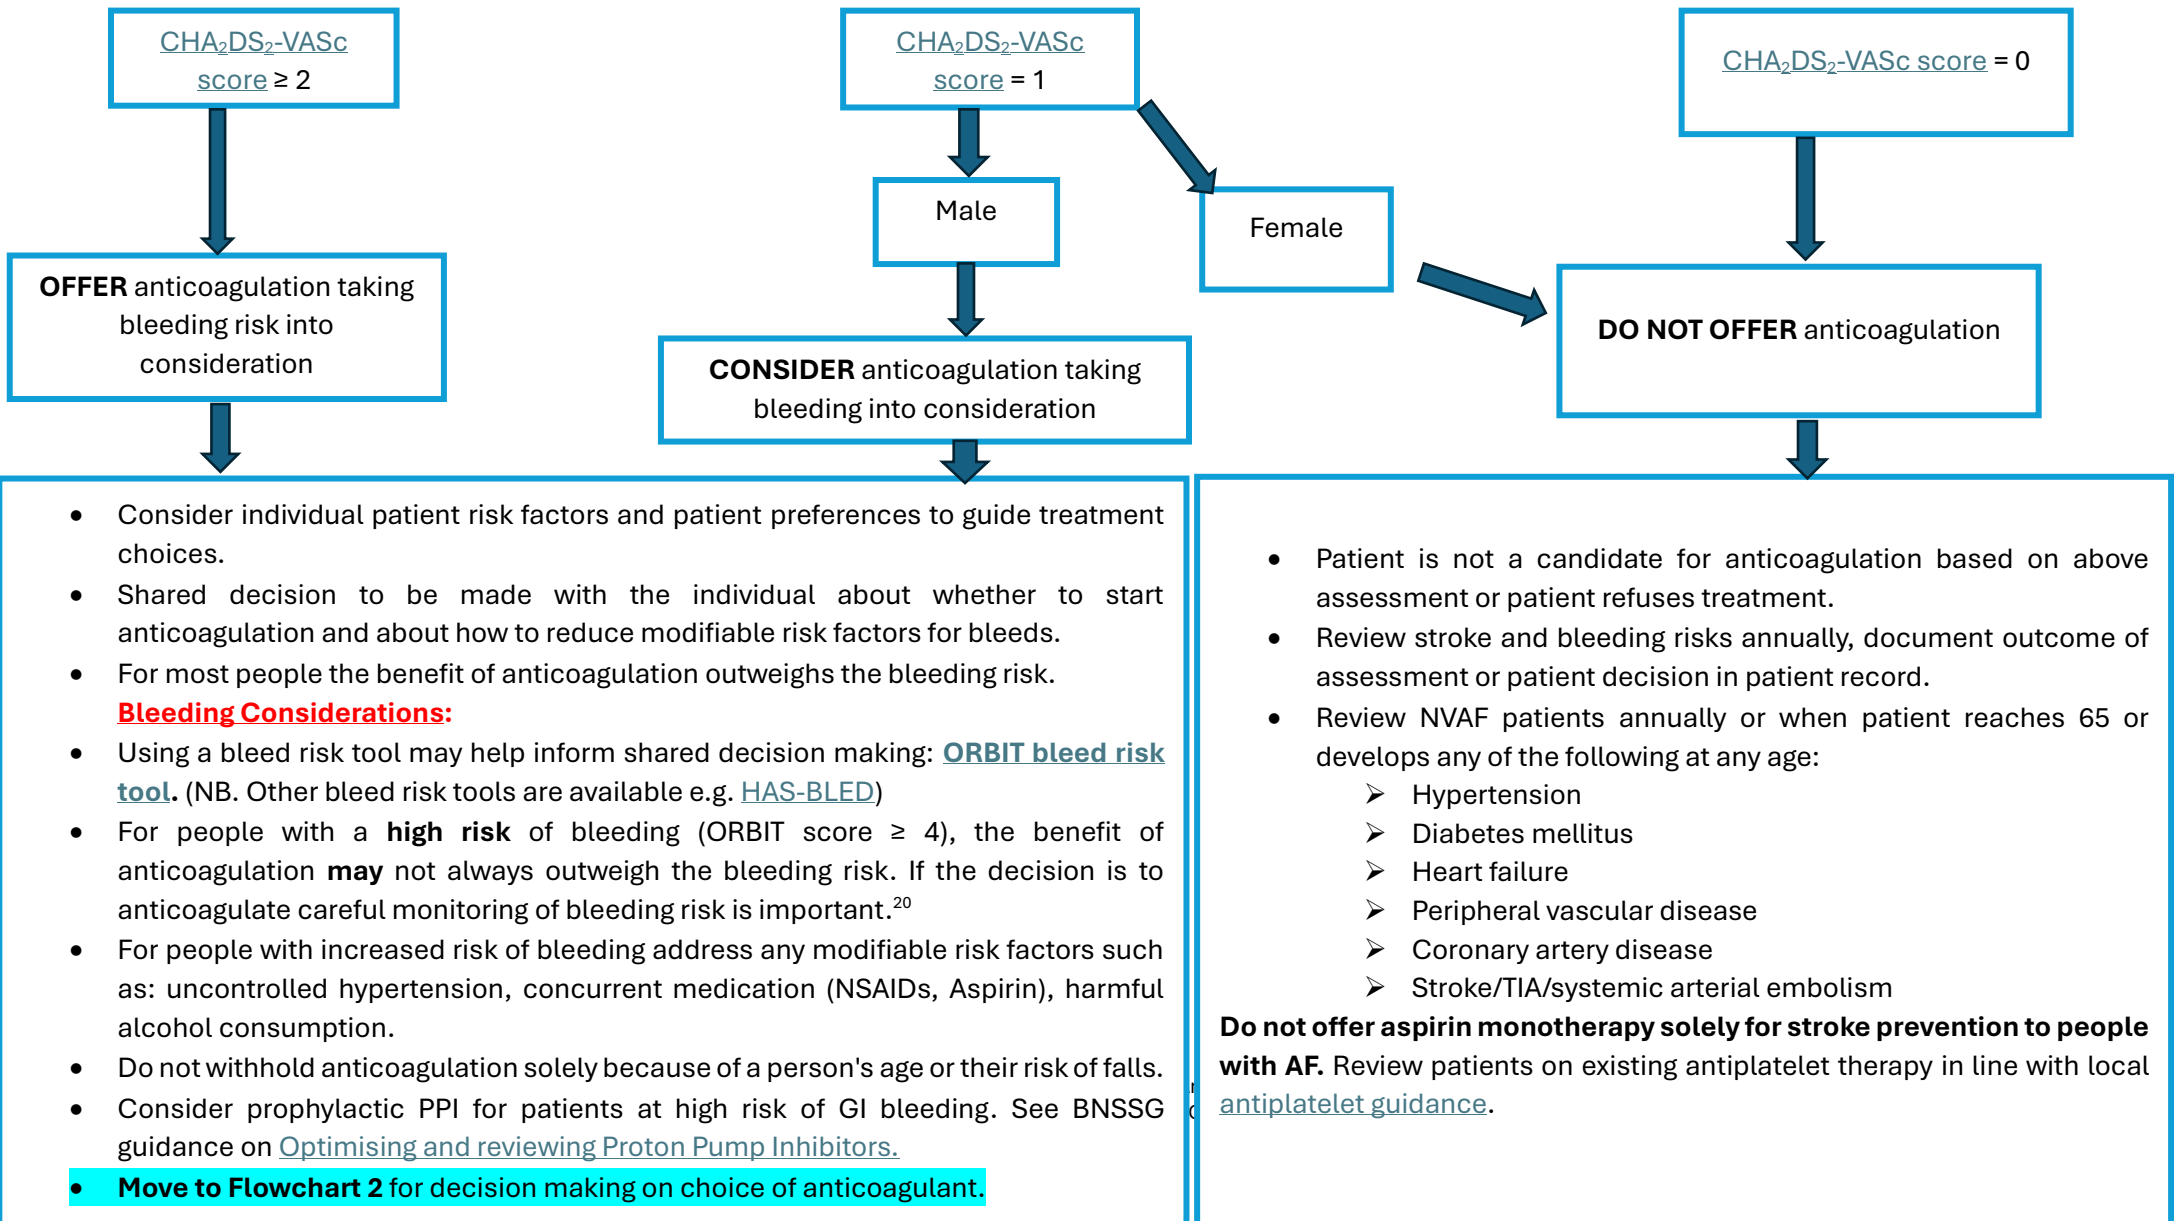 CHA₂DS₂-VASc
score ≥ 2
CHA₂DS₂-VASc
score = 1
CHA₂DS₂-VASc score = 0
Male
Female
OFFER anticoagulation taking
bleeding risk into
consideration
CONSIDER anticoagulation taking
bleeding into consideration
DO NOT OFFER anticoagulation
• Consider individual patient risk factors and patient preferences to guide treatment
choices.
• Shared decision to be made with the individual about whether to start
anticoagulation and about how to reduce modifiable risk factors for bleeds.
• For most people the benefit of anticoagulation outweighs the bleeding risk.
Bleeding Considerations:
• Using a bleed risk tool may help inform shared decision making: ORBIT bleed risk
tool. (NB. Other bleed risk tools are available e.g. HAS-BLED)
• For people with a high risk of bleeding (ORBIT score ≥ 4), the benefit of
anticoagulation may not always outweigh the bleeding risk. If the decision is to
anticoagulate careful monitoring of bleeding risk is important.²⁰
• For people with increased risk of bleeding address any modifiable risk factors such
as: uncontrolled hypertension, concurrent medication (NSAIDs, Aspirin), harmful
alcohol consumption.
• Do not withhold anticoagulation solely because of a person's age or their risk of falls.
• Consider prophylactic PPI for patients at high risk of GI bleeding. See BNSSG
guidance on Optimising and reviewing Proton Pump Inhibitors.
• Move to Flowchart 2 for decision making on choice of anticoagulant.
• Patient is not a candidate for anticoagulation based on above
assessment or patient refuses treatment.
• Review stroke and bleeding risks annually, document outcome of
assessment or patient decision in patient record.
• Review NVAF patients annually or when patient reaches 65 or
develops any of the following at any age:
➢ Hypertension
➢ Diabetes mellitus
➢ Heart failure
➢ Peripheral vascular disease
➢ Coronary artery disease
➢ Stroke/TIA/systemic arterial embolism
Do not offer aspirin monotherapy solely for stroke prevention to people
with AF. Review patients on existing antiplatelet therapy in line with local
antiplatelet guidance.